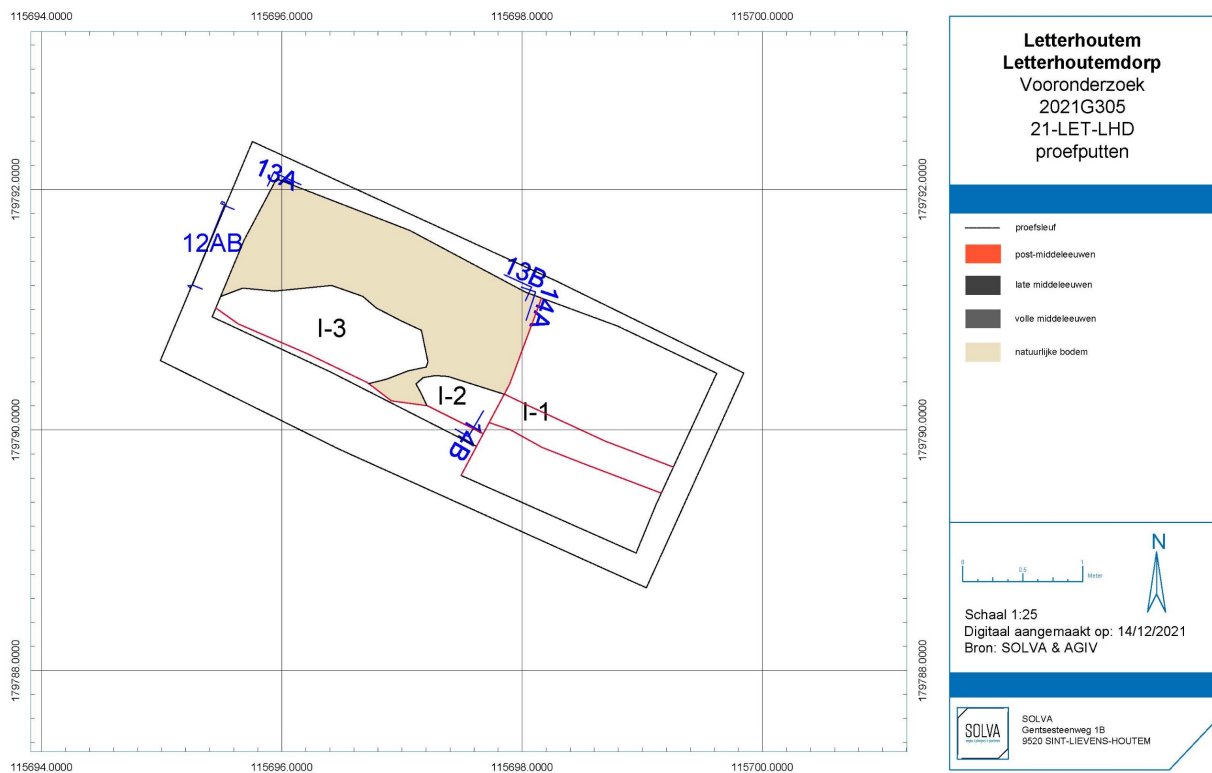 115694.0000 115696.0000 115698.0000 115700.0000
179792.0000 179792.0000
179790.0000 179790.0000
179788.0000 179788.0000
13A
12AB
13B
14A
I-3
I-2
I-1
14B
115694.0000 115696.0000 115698.0000 115700.0000
Letterhoutem
Letterhoutemdorp
Vooronderzoek
2021G305
21-LET-LHD
proefputten
proefsleuf
post-middeleeuwen
late middeleeuwen
volle middeleeuwen
natuurlijke bodem
N
0 0.5 1
Meter
Schaal 1:25
Digitaal aangemaakt op: 14/12/2021
Bron: SOLVA & AGIV
SOLVA
SOLVA
Gentsesteenweg 1B
9520 SINT-LIEVENS-HOUTEM